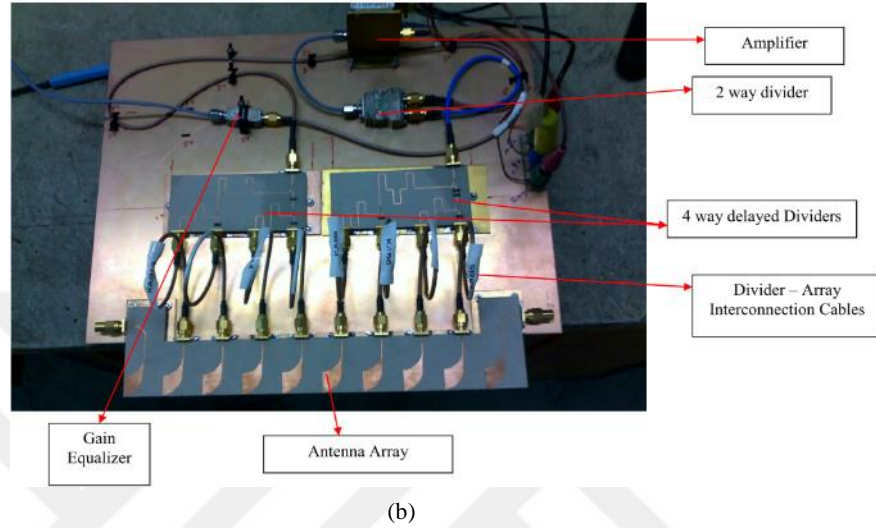 Amplifier
2 way divider
4 way delayed Dividers
Divider – Array
Interconnection Cables
Gain
Equalizer
Antenna Array
(b)